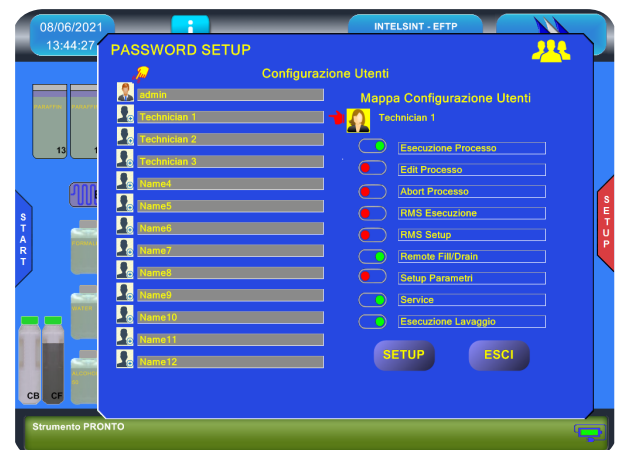 08/06/2021
13:44:27
INTELSINT - EFTP
PASSWORD SETUP
Configurazione Utenti
admin
Technician 1
Technician 2
Technician 3
Name4
Name5
Name6
Name7
Name8
Name9
Name10
Name11
Name12
Mappa Configurazione Utenti
Technician 1
Esecuzione Processo
Edit Processo
Abort Processo
RMS Esecuzione
RMS Setup
Remote Fill/Drain
Setup Parametri
Service
Esecuzione Lavaggio
SETUP
ESCI
PARAFFIN
13
1
START
SETUP
WATER
CB
CF
Strumento PRONTO